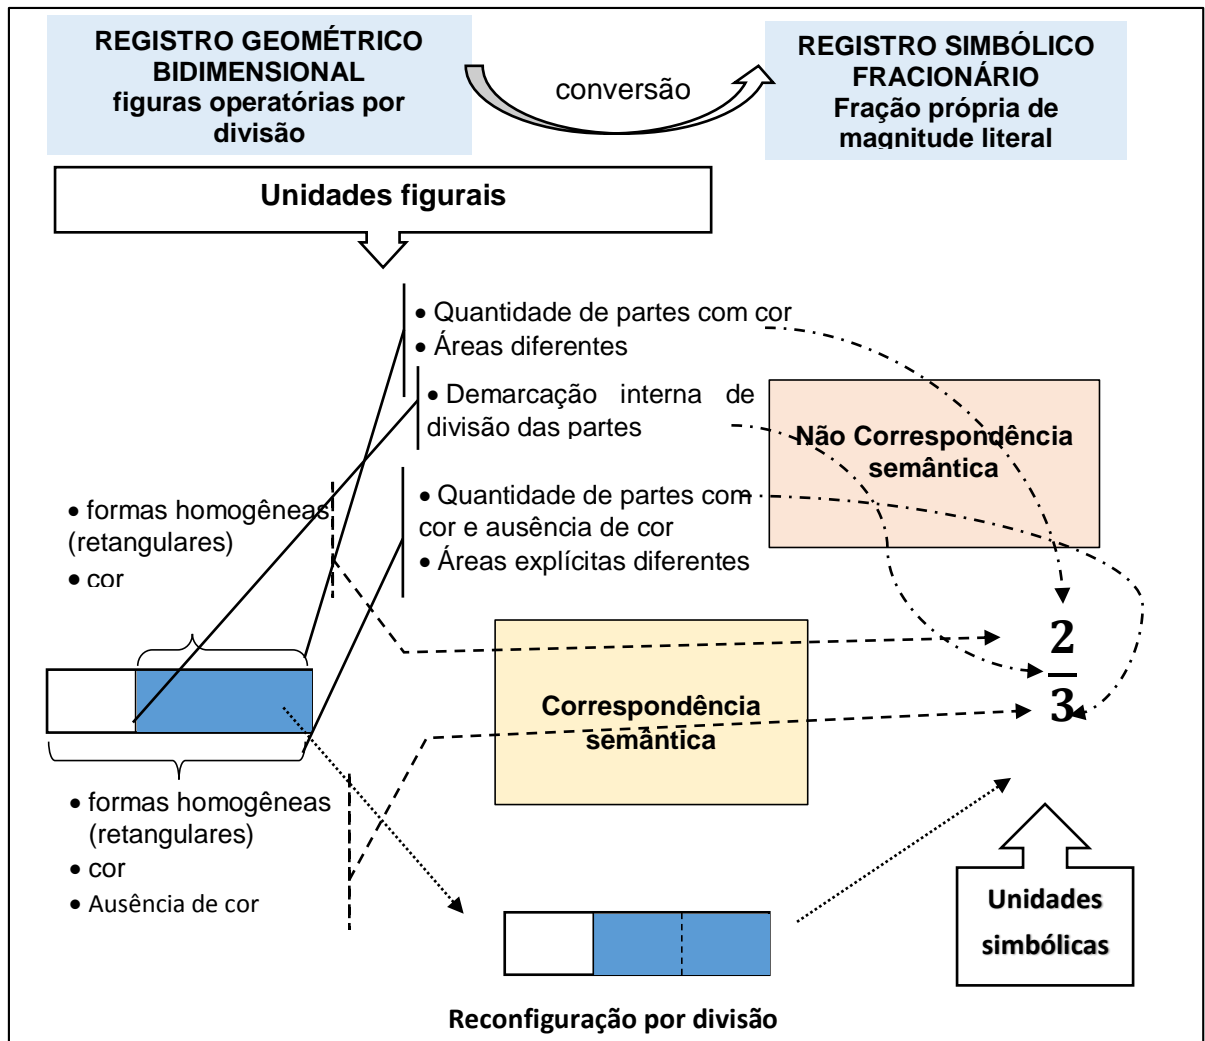 REGISTRO GEOMÉTRICO
BIDIMENSIONAL
figuras operatórias por
divisão
conversão
REGISTRO SIMBÓLICO
FRACIONÁRIO
Fração própria de
magnitude literal
Unidades figurais
• Quantidade de partes com cor
• Áreas diferentes
• Demarcação interna de
divisão das partes
Não Correspondência
semântica
• Quantidade de partes com
cor e ausência de cor
• Áreas explícitas diferentes
• formas homogêneas
(retangulares)
• cor
2
3
Correspondência
semântica
• formas homogêneas
(retangulares)
• cor
• Ausência de cor
Unidades
simbólicas
Reconfiguração por divisão